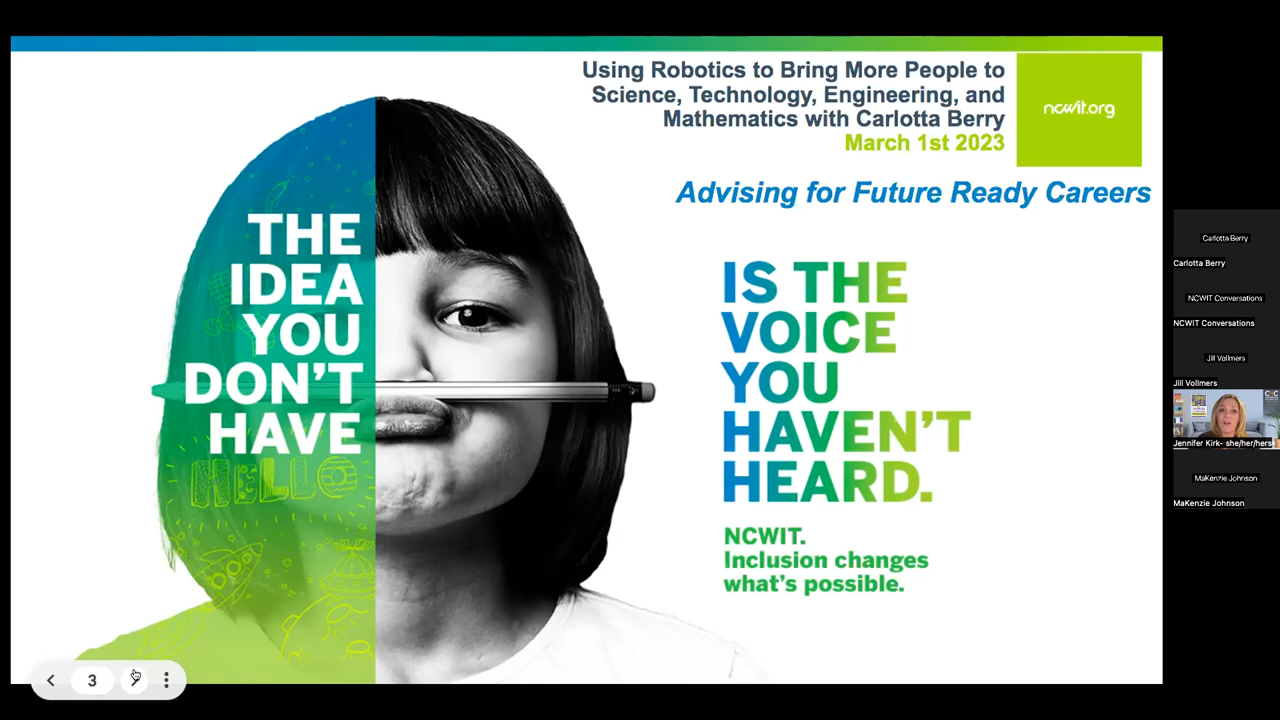 Using Robotics to Bring More People to
Science, Technology, Engineering, and
Mathematics with Carlotta Berry
March 1st 2023
ncwit.org
Advising for Future Ready Careers
THE
IDEA
YOU
DON'T
HAVE
HELLO
IS THE
VOICE
YOU
HAVEN'T
HEARD.
NCWIT.
Inclusion changes
what's possible.
Carlotta Berry
Carlotta Berry
NCWIT Conversations
NCWIT Conversations
Jill Vollmers
Jill Vollmers
Jennifer Kirk- she/her/hers
MaKenzie Johnson
MaKenzie Johnson
3